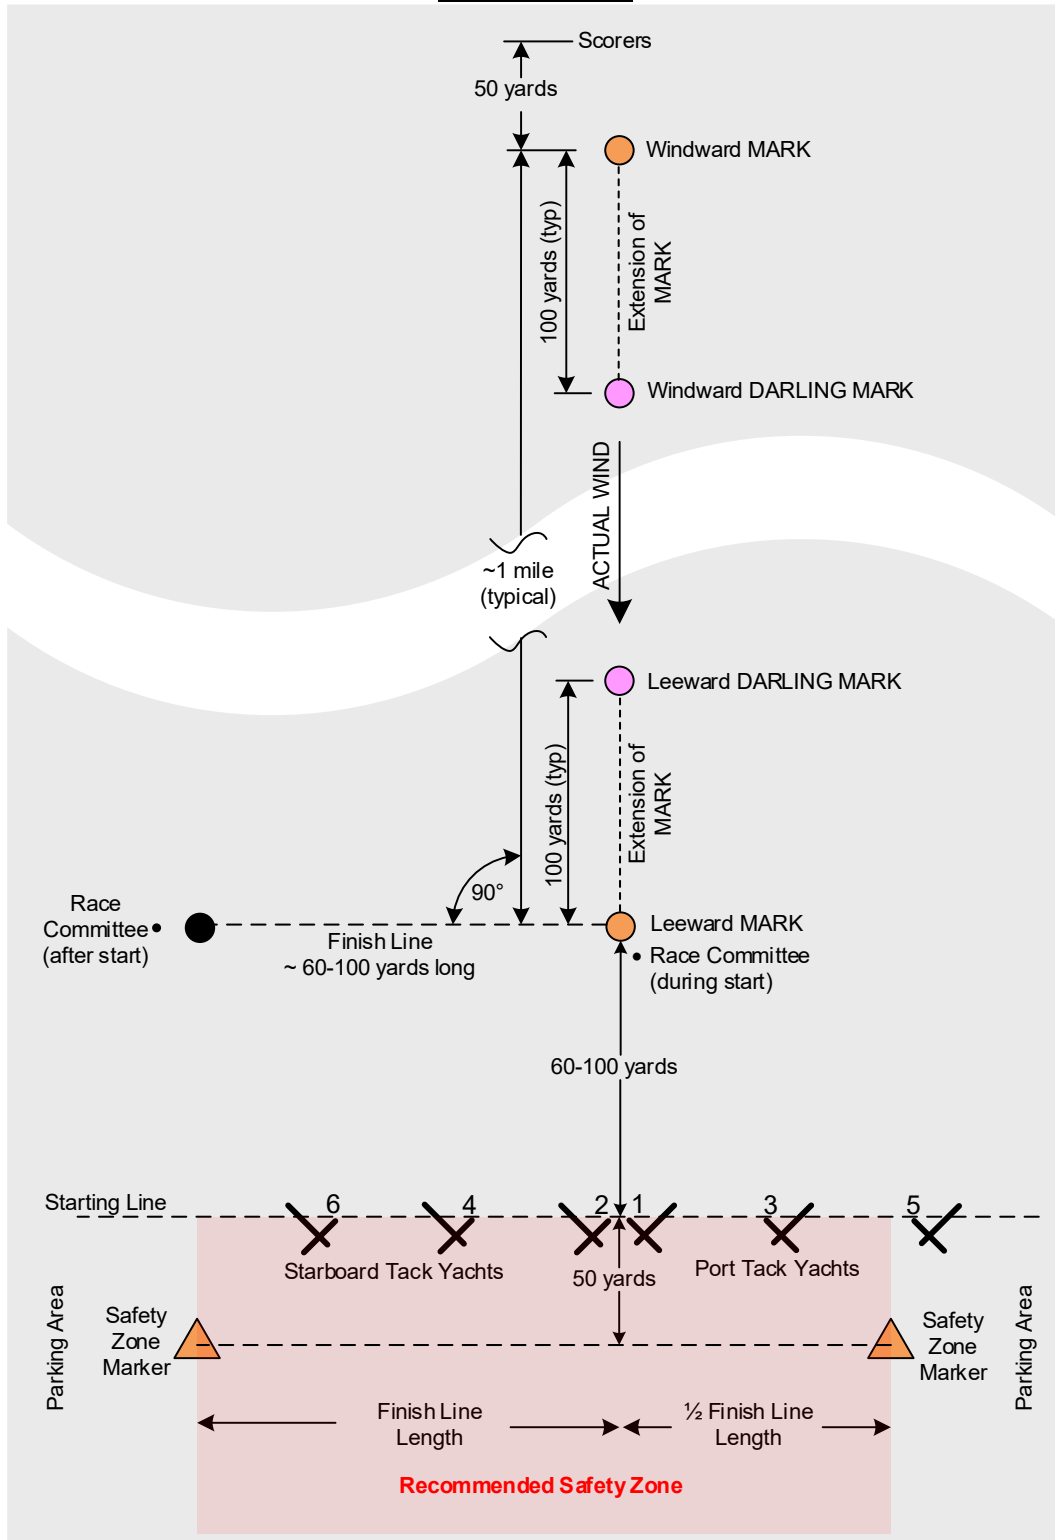 Scorers
50 yards
Windward MARK
100 yards (typ)
Extension of
MARK
Windward DARLING MARK
ACTUAL WIND
~1 mile
(typical)
Leeward DARLING MARK
100 yards (typ)
Extension of
MARK
90°
Race
Committee
(after start)
Finish Line
~ 60-100 yards long
Leeward MARK
Race Committee
(during start)
60-100 yards
Starting Line
6
4
2
1
3
5
Starboard Tack Yachts
50 yards
Port Tack Yachts
Parking Area
Safety
Zone
Marker
Safety
Zone
Marker
Parking Area
Finish Line
Length
½ Finish Line
Length
Recommended Safety Zone